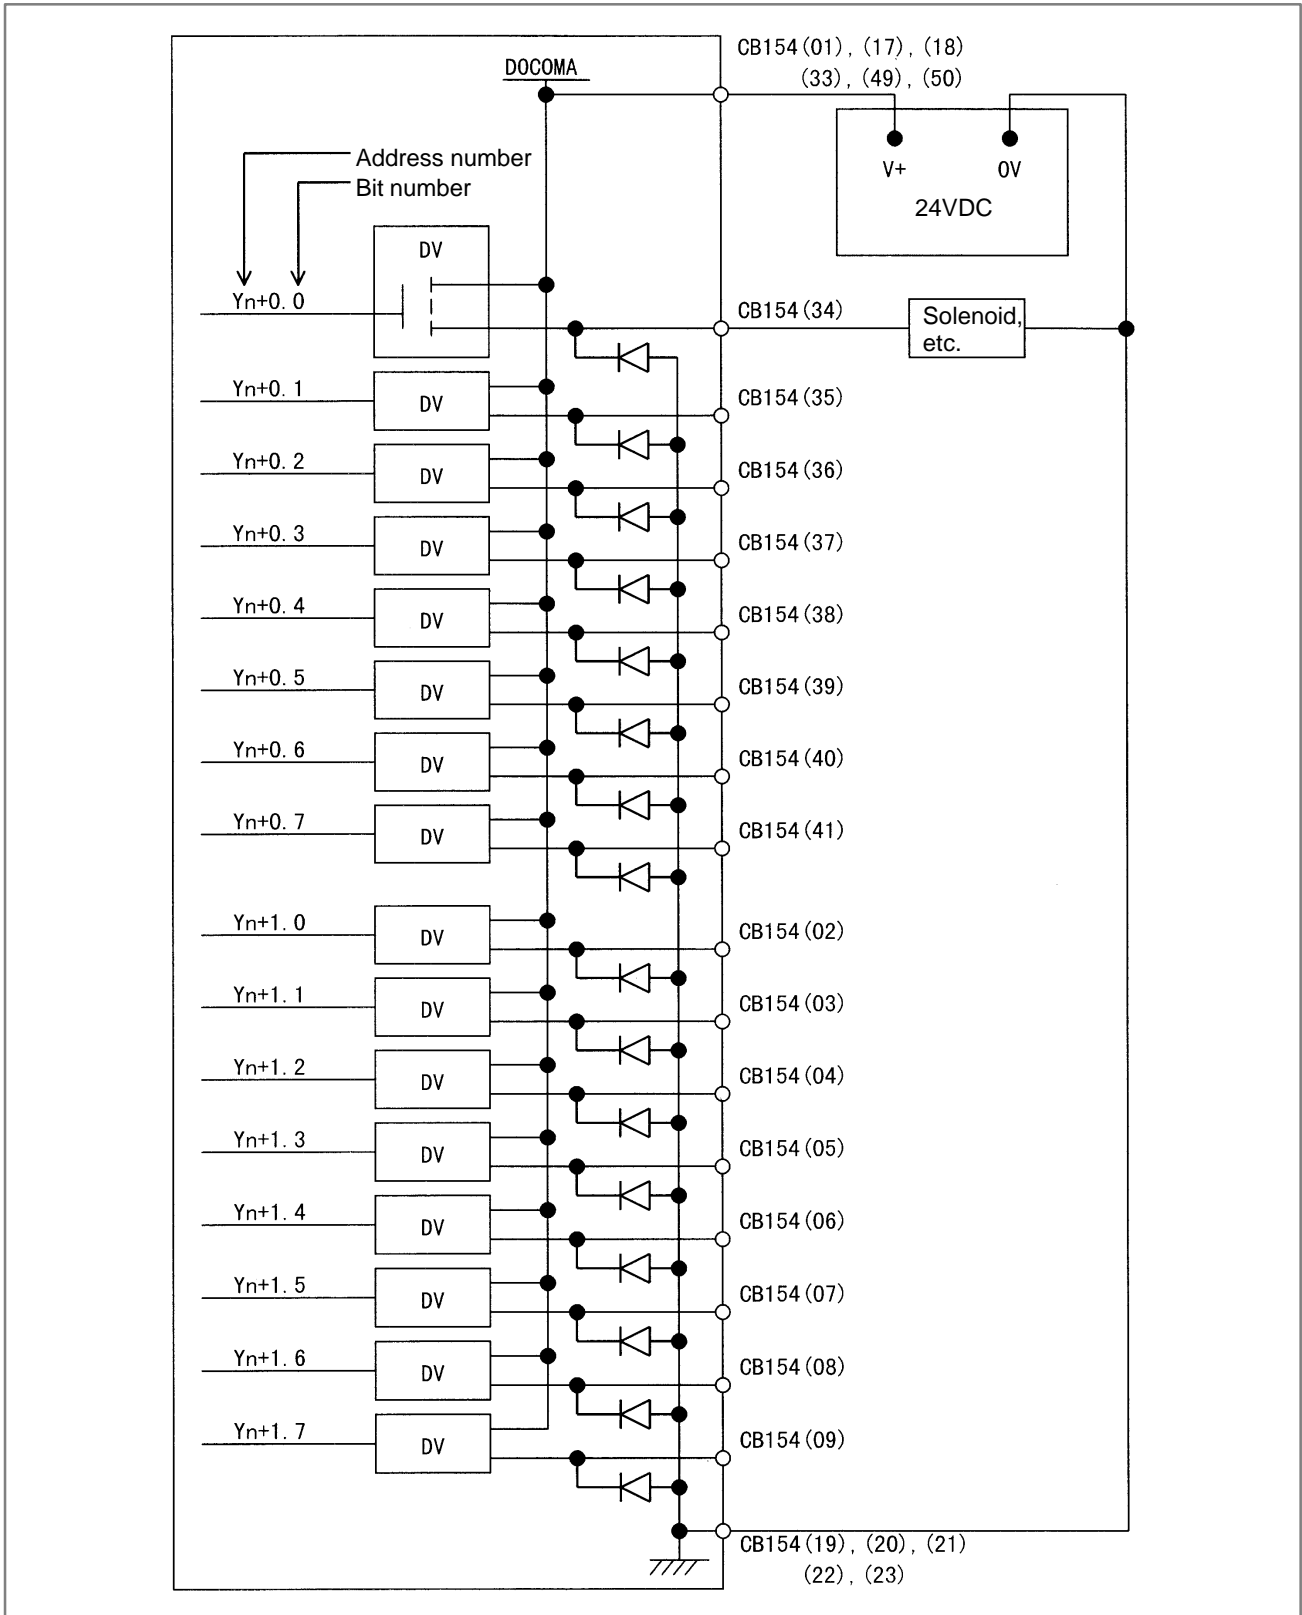 CB154(01), (17), (18)
(33), (49), (50)
DOCOMA
Address number
Bit number
V+ 0V
24VDC
DV
Yn+0.0
CB154(34)
Solenoid,
etc.
Yn+0.1
DV
CB154(35)
Yn+0.2
DV
CB154(36)
Yn+0.3
DV
CB154(37)
Yn+0.4
DV
CB154(38)
Yn+0.5
DV
CB154(39)
Yn+0.6
DV
CB154(40)
Yn+0.7
DV
CB154(41)
Yn+1.0
DV
CB154(02)
Yn+1.1
DV
CB154(03)
Yn+1.2
DV
CB154(04)
Yn+1.3
DV
CB154(05)
Yn+1.4
DV
CB154(06)
Yn+1.5
DV
CB154(07)
Yn+1.6
DV
CB154(08)
Yn+1.7
DV
CB154(09)
CB154(19), (20), (21)
(22), (23)